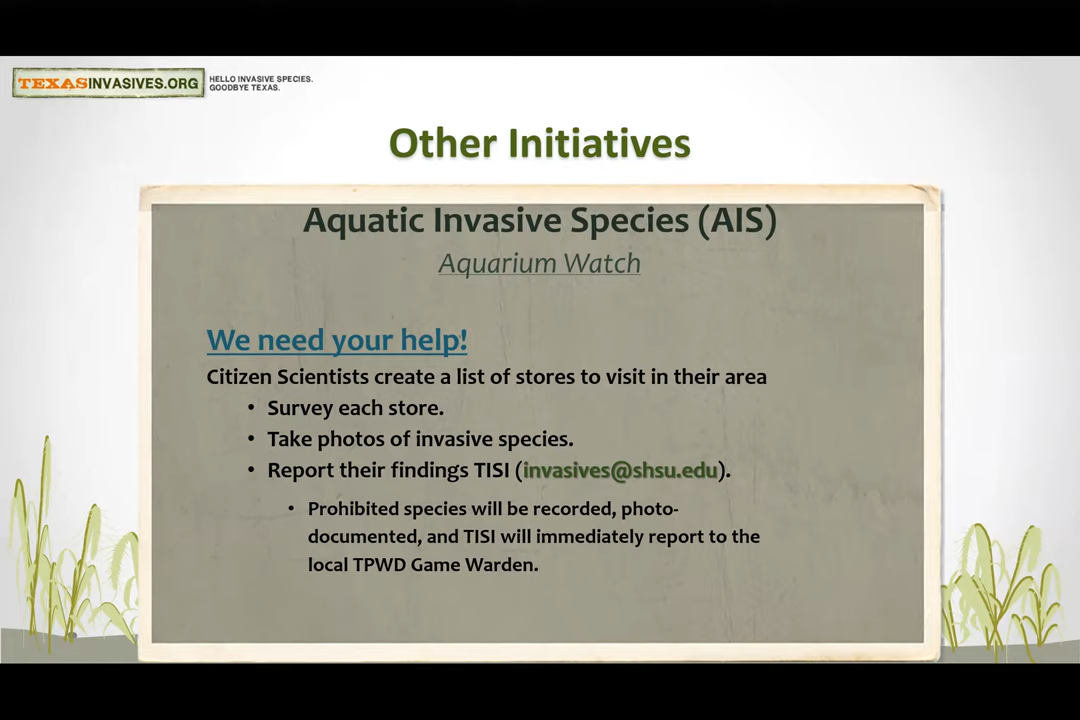 TEXASINVASIVES.ORG
HELLO INVASIVE SPECIES.
GOODBYE TEXAS.
Other Initiatives
Aquatic Invasive Species (AIS)
Aquarium Watch
We need your help!
Citizen Scientists create a list of stores to visit in their area
• Survey each store.
• Take photos of invasive species.
• Report their findings TISI (invasives@shsu.edu).
• Prohibited species will be recorded, photo-
documented, and TISI will immediately report to the
local TPWD Game Warden.